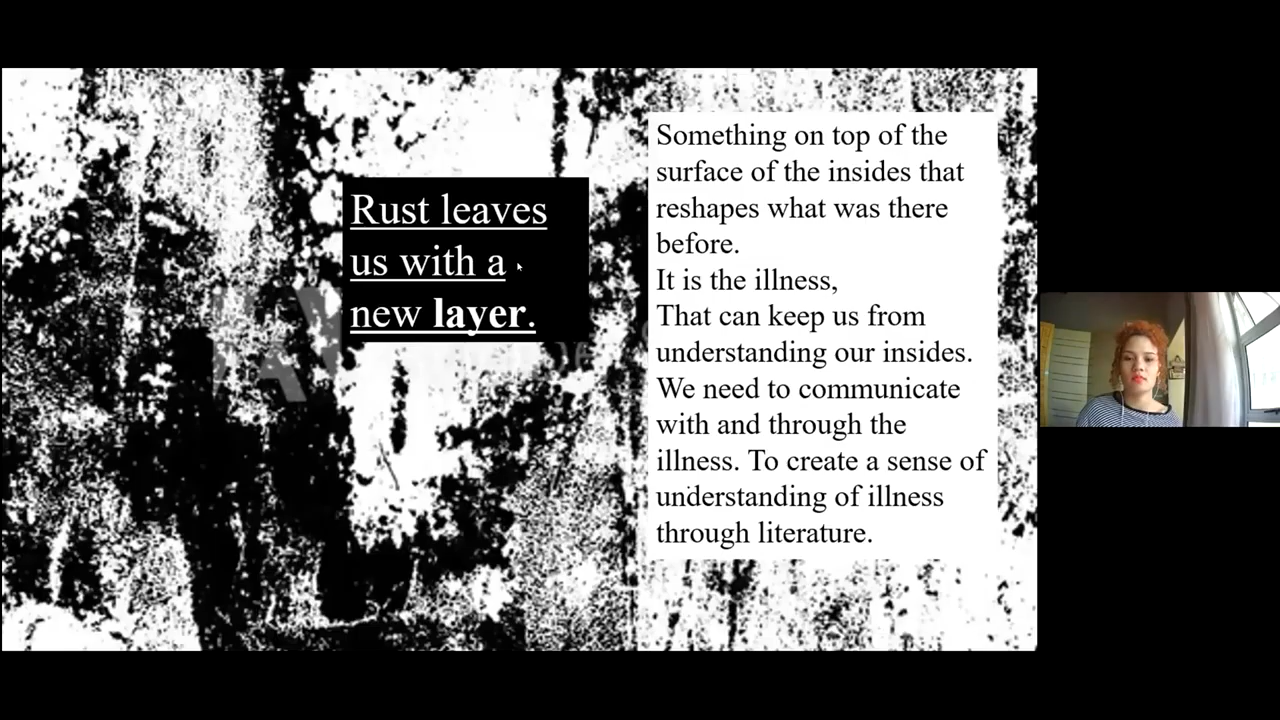 Rust leaves
us with a
new layer.
Something on top of the
surface of the insides that
reshapes what was there
before.
It is the illness,
That can keep us from
understanding our insides.
We need to communicate
with and through the
illness. To create a sense of
understanding of illness
through literature.